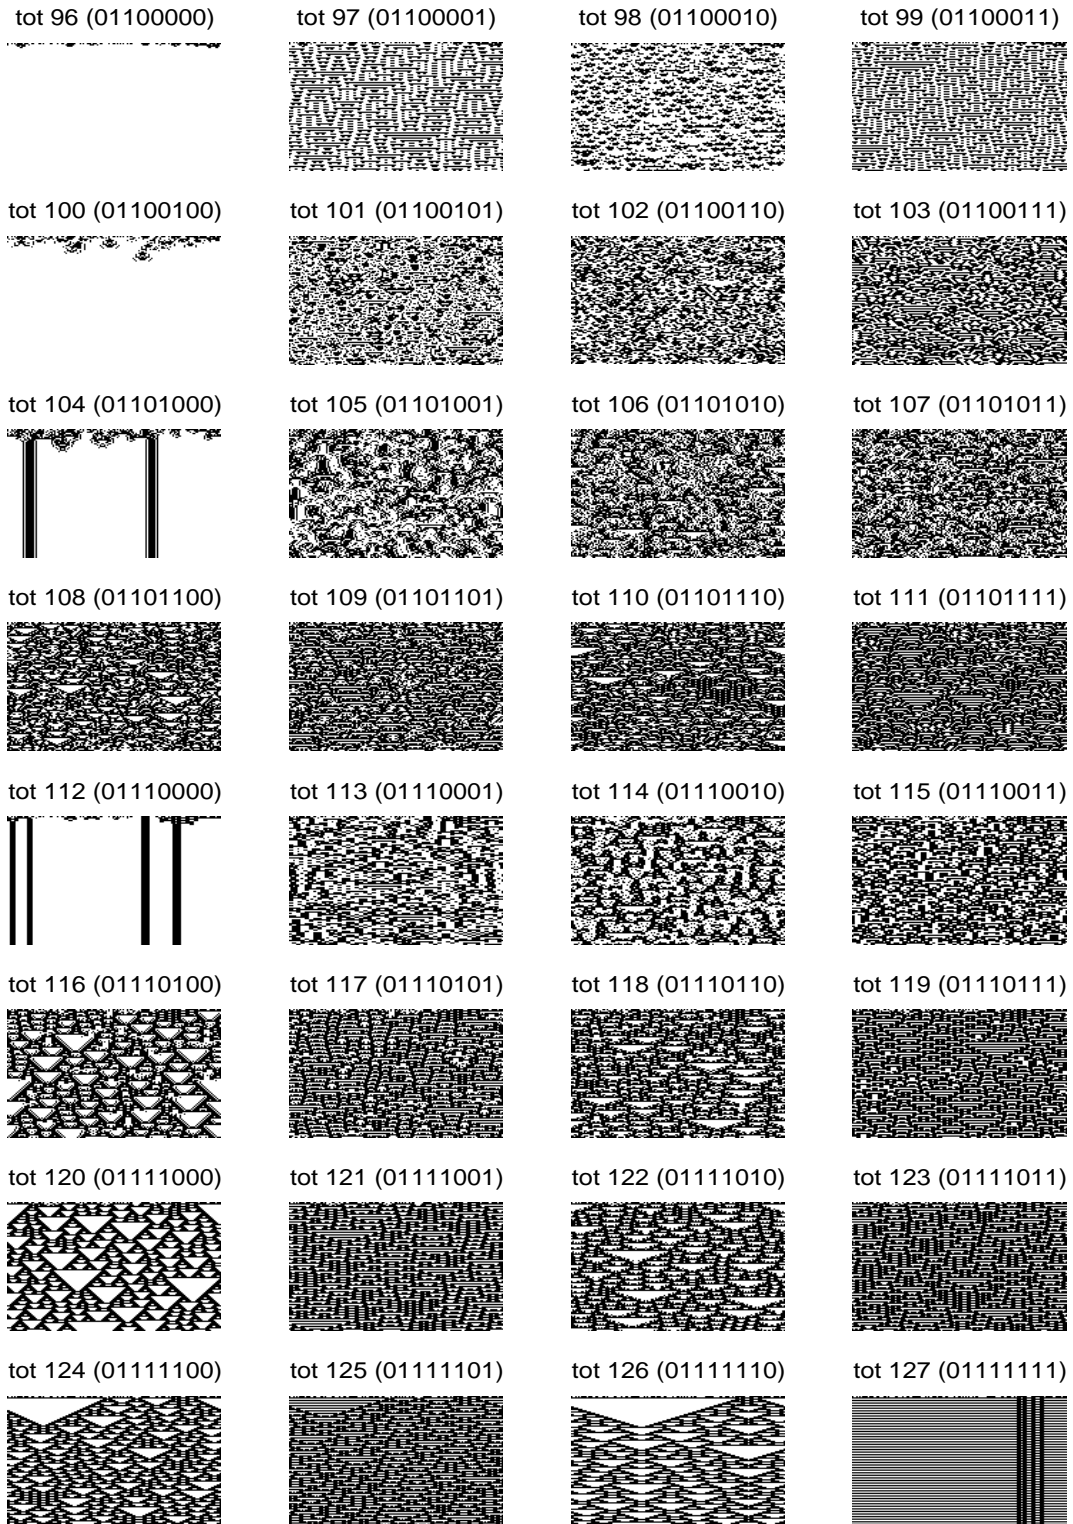 tot 96 (01100000) tot 97 (01100001) tot 98 (01100010) tot 99 (01100011)
tot 100 (01100100) tot 101 (01100101) tot 102 (01100110) tot 103 (01100111)
tot 104 (01101000) tot 105 (01101001) tot 106 (01101010) tot 107 (01101011)
tot 108 (01101100) tot 109 (01101101) tot 110 (01101110) tot 111 (01101111)
tot 112 (01110000) tot 113 (01110001) tot 114 (01110010) tot 115 (01110011)
tot 116 (01110100) tot 117 (01110101) tot 118 (01110110) tot 119 (01110111)
tot 120 (01111000) tot 121 (01111001) tot 122 (01111010) tot 123 (01111011)
tot 124 (01111100) tot 125 (01111101) tot 126 (01111110) tot 127 (01111111)